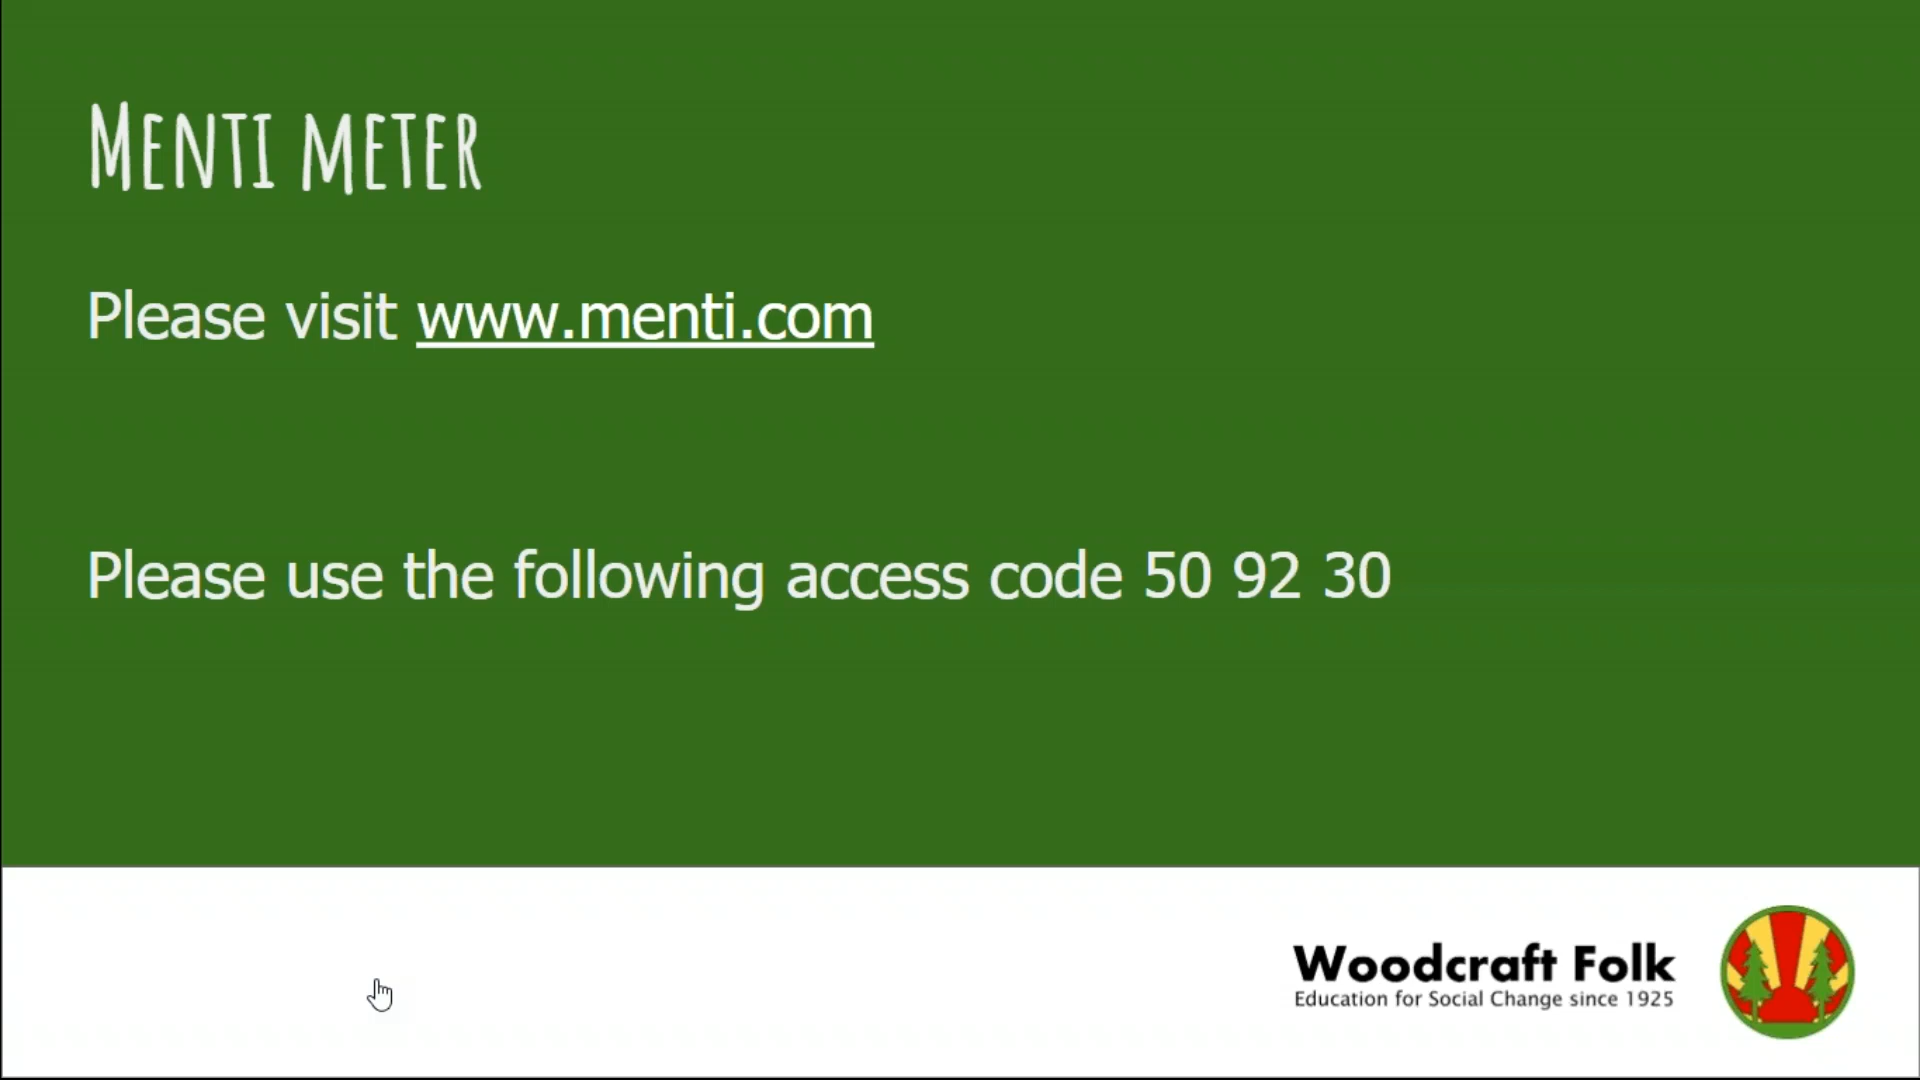 Menti meter
Please visit www.menti.com
Please use the following access code 50 92 30
Woodcraft Folk
Education for Social Change since 1925